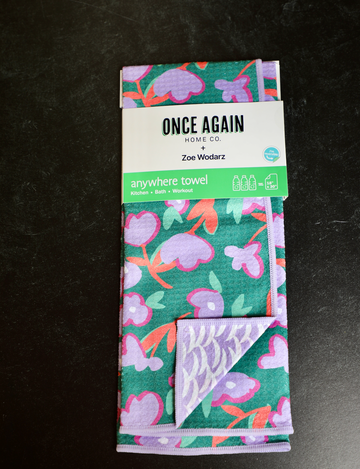 ONCE AGAIN
HOME CO.
+
Zoe Wodarz
anywhere towel
Kitchen • Bath • Workout